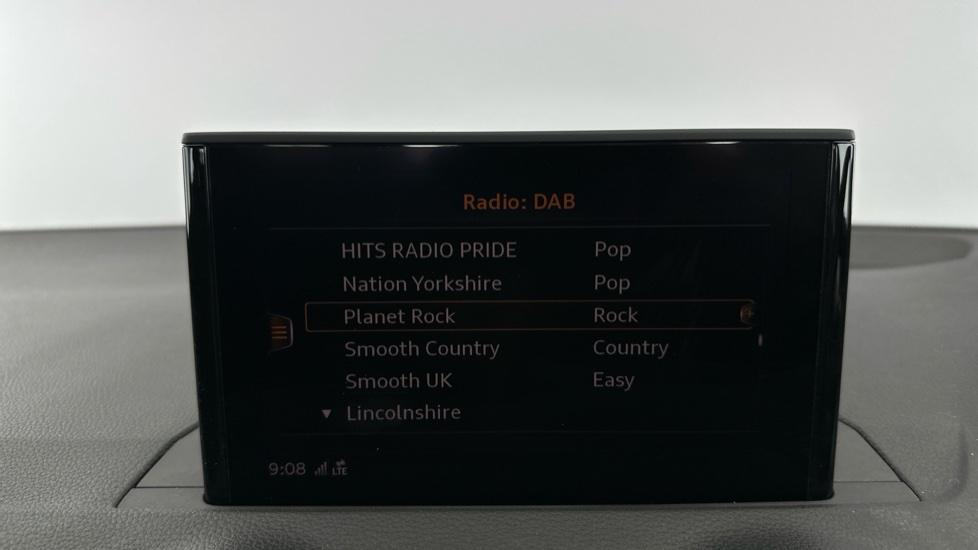 Radio: DAB
HITS RADIO PRIDE Pop
Nation Yorkshire Pop
Planet Rock Rock
Smooth Country Country
Smooth UK Easy
▼ Lincolnshire
9:08 LTE